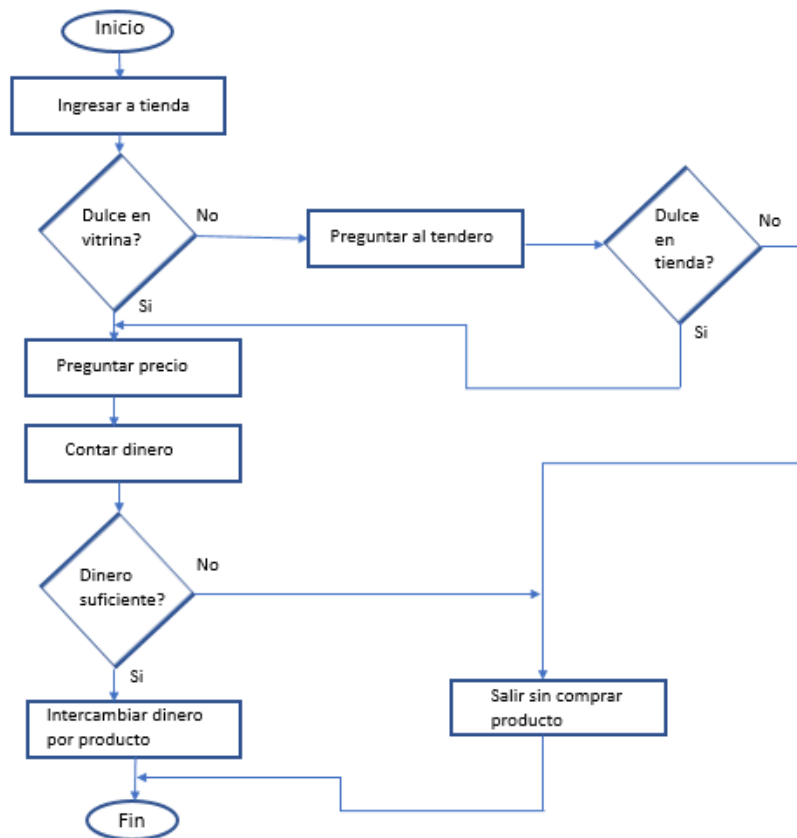 Inicio
Ingresar a tienda
Dulce en
vitrina?
No
Preguntar al tendero
Dulce
en
tienda?
No
Si
Si
Preguntar precio
Contar dinero
Dinero
suficiente?
No
Si
Intercambiar dinero
por producto
Salir sin comprar
producto
Fin